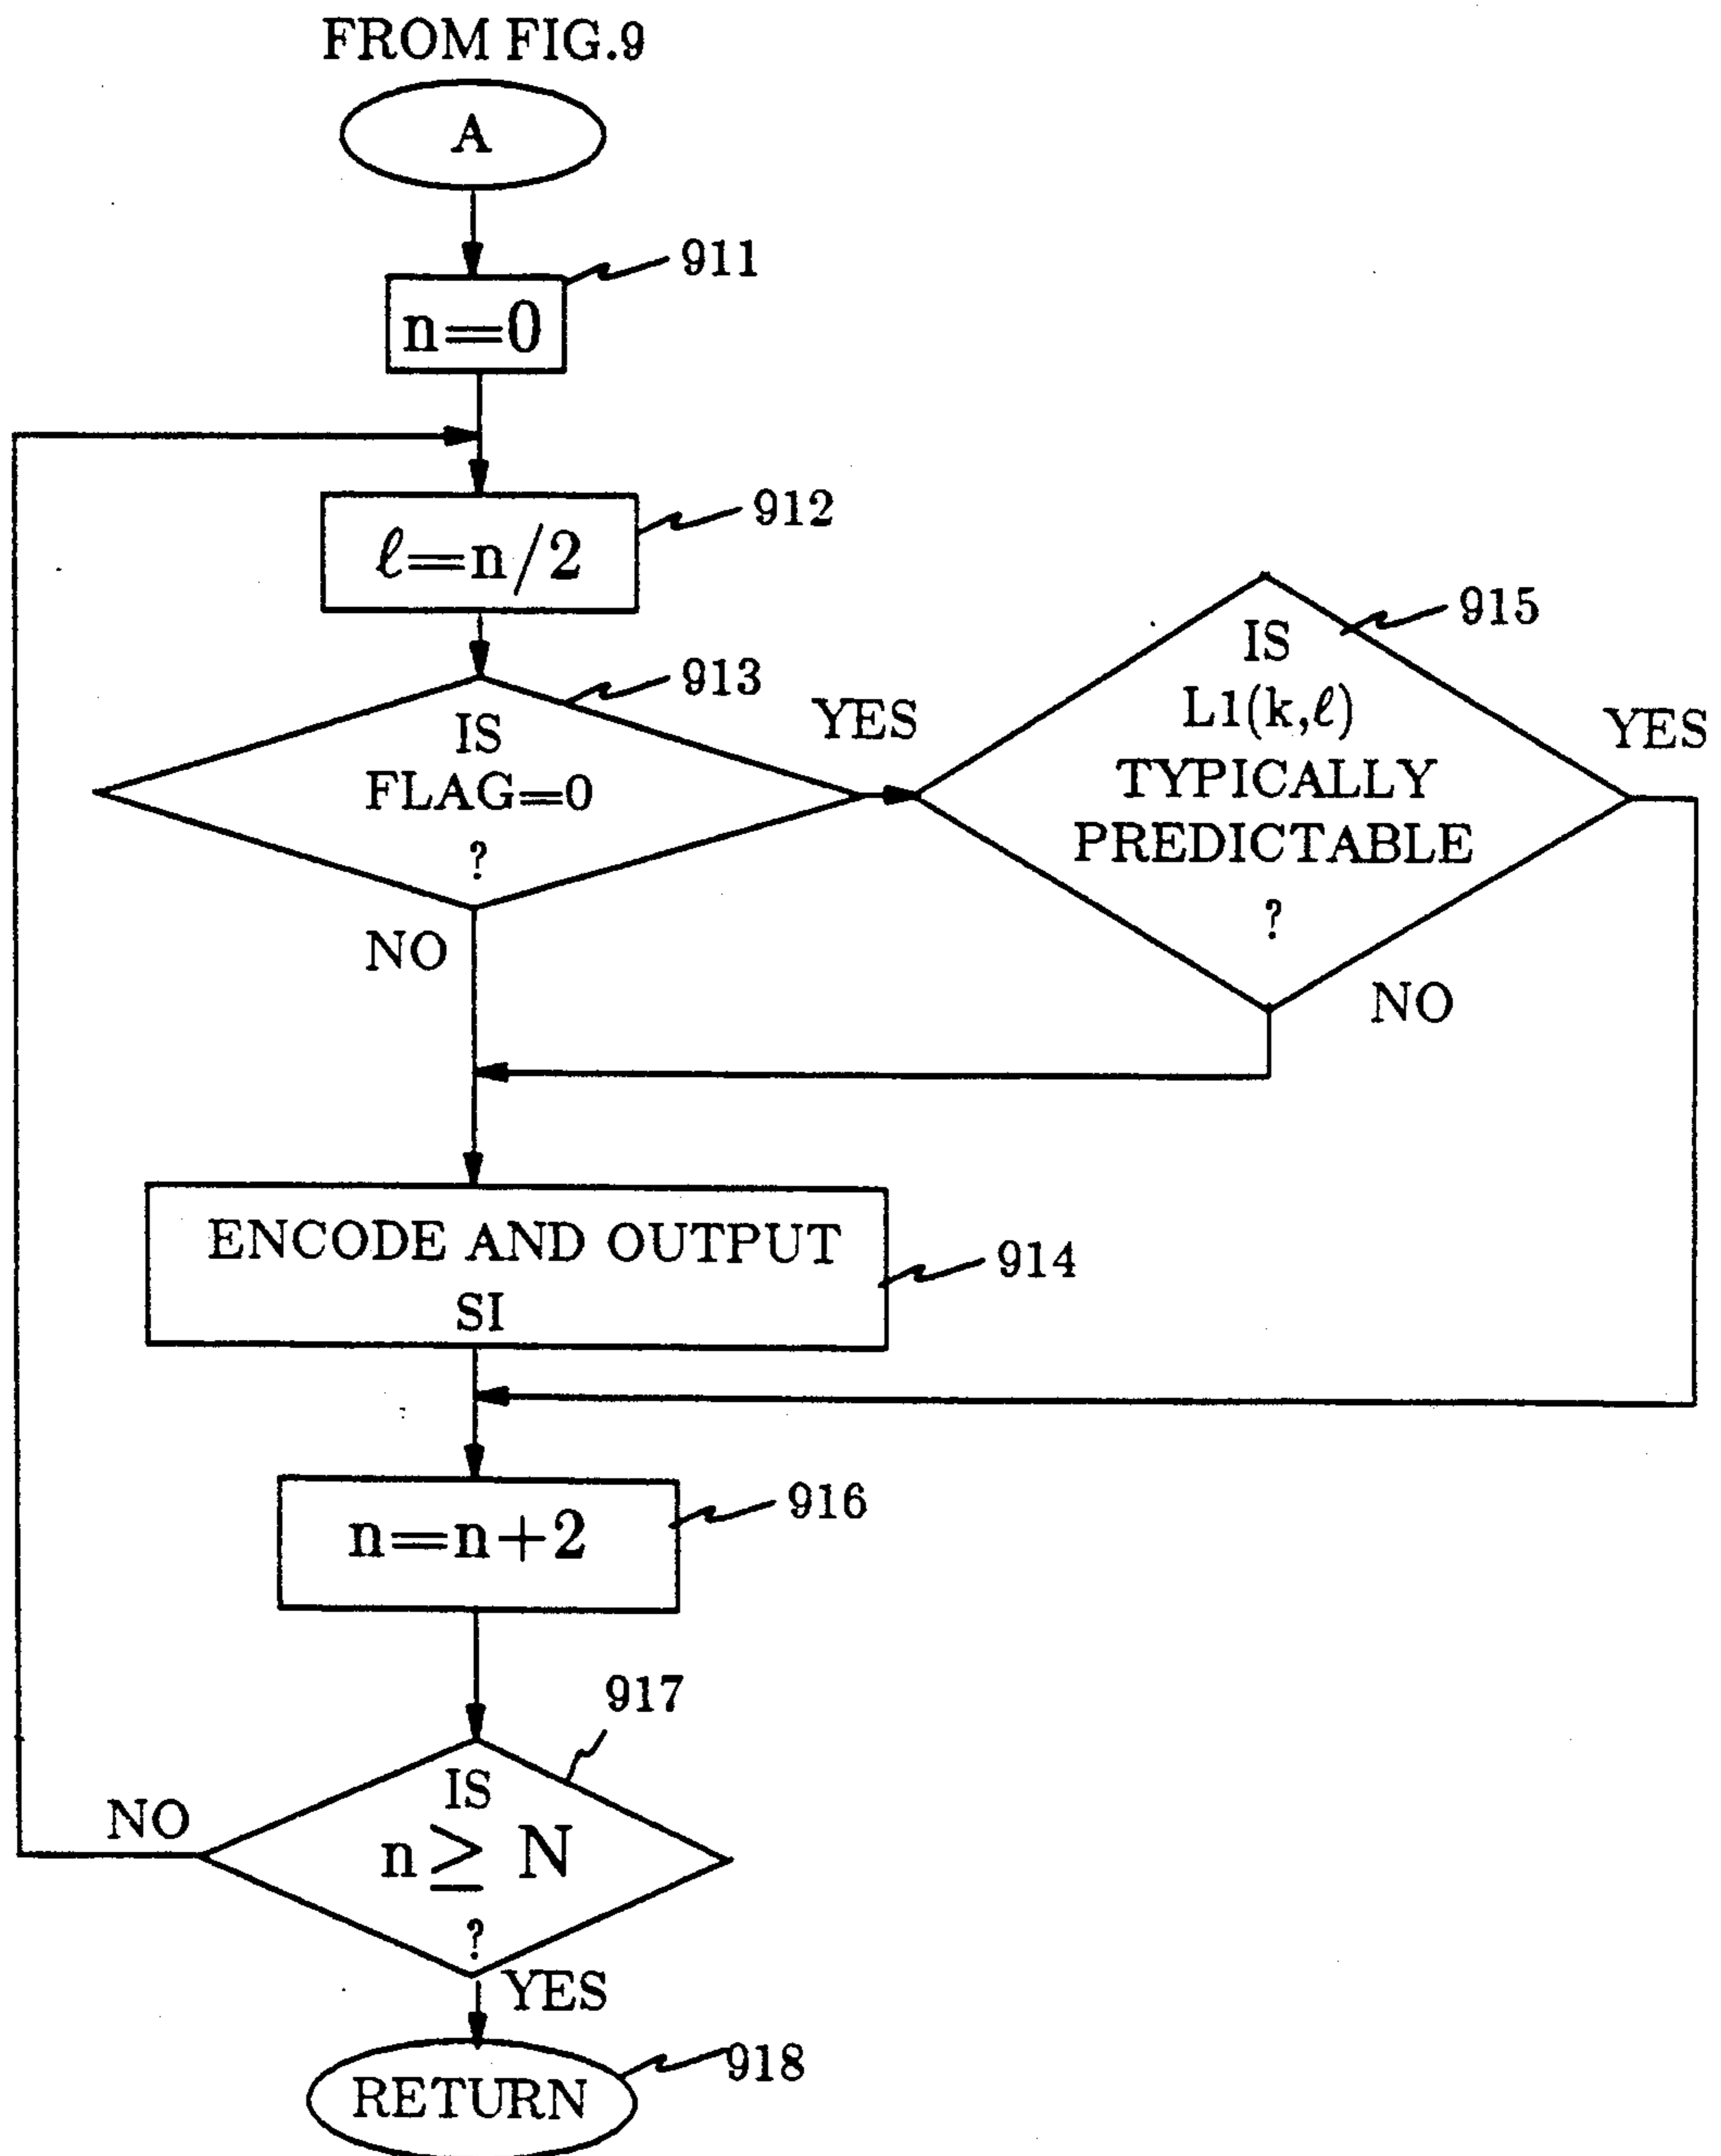 FROM FIG.9
A
911
n=0
912
ℓ=n/2
913
IS
FLAG=0
?
YES
NO
915
IS
L1(k,ℓ)
TYPICALLY
PREDICTABLE
?
YES
NO
ENCODE AND OUTPUT
SI
914
n=n+2
916
917
IS
n≥ N
?
NO
YES
RETURN
918